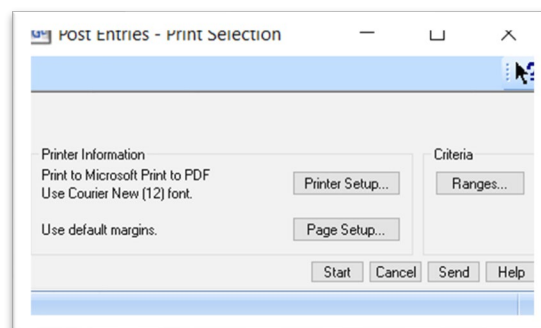 Post Entries - Print Selection
Printer Information
Print to Microsoft Print to PDF
Use Courier New (12) font.
Printer Setup...
Use default margins.
Page Setup...
Criteria
Ranges...
Start Cancel Send Help